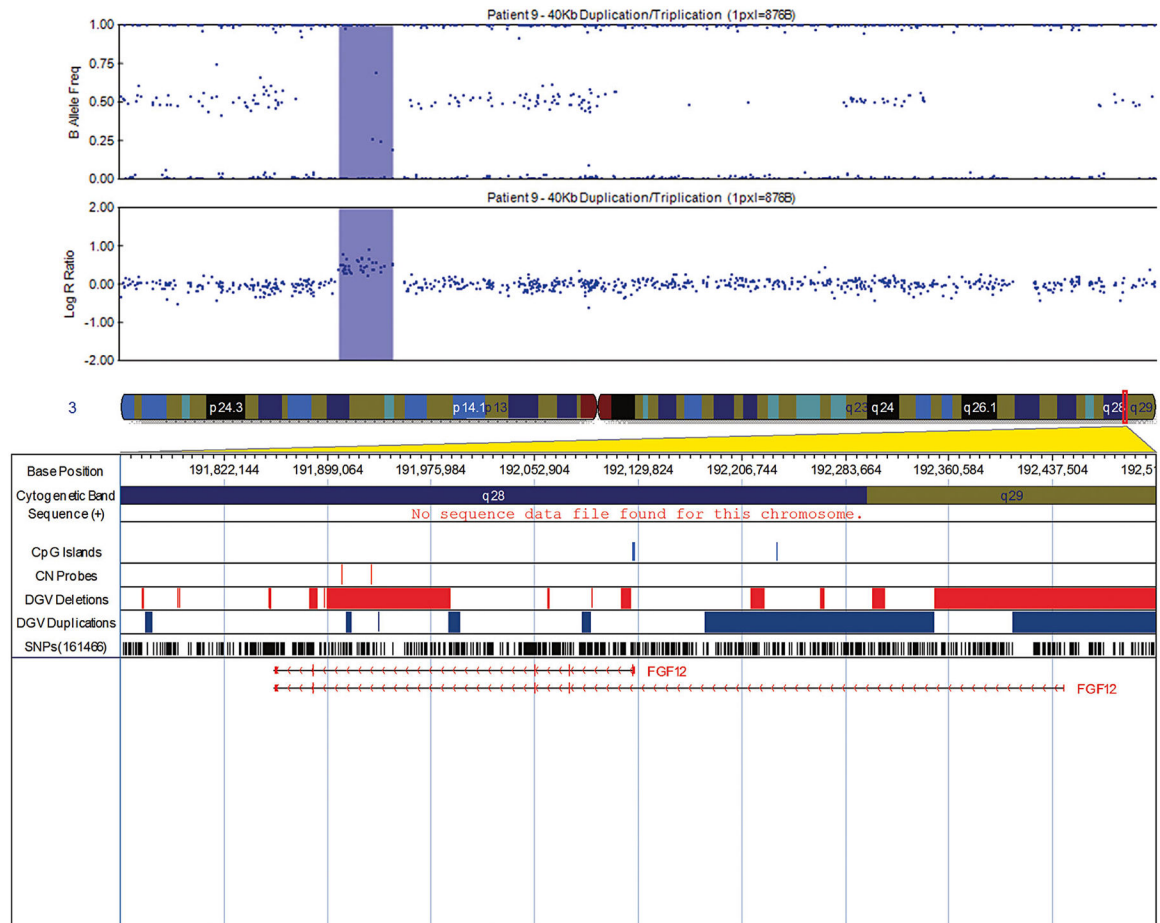 Patient 9 - 40Kb Duplication/Triplication (1pxl=876B)
1.00
0.75
0.50
0.25
0.00
B Allele Freq
Patient 9 - 40Kb Duplication/Triplication (1pxl=876B)
2.00
1.00
0.00
-1.00
-2.00
Log R Ratio
3 p24.3 p14.1 p13 q23 q24 q26.1 q28 q29
Base Position 191,822,144 191,899,064 191,975,984 192,052,904 192,129,824 192,206,744 192,283,664 192,360,584 192,437,504 192,51
Cytogenetic Band q28 q29
Sequence (+) No sequence data file found for this chromosome.
CpG Islands
CN Probes
DGV Deletions
DGV Duplications
SNPs(161466)
FGF12
FGF12